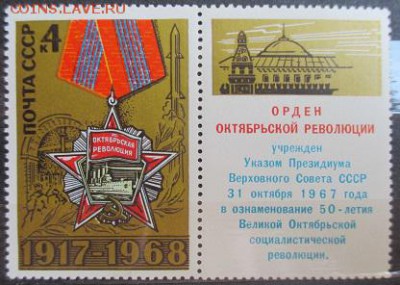 COINS.ЛАVE.RU
ПОЧТА СССР
4
К
ОКТЯБРЬСКАЯ
РЕВОЛЮЦИЯ
1917-1968
ОРДЕН
ОКТЯБРЬСКОЙ РЕВОЛЮЦИИ
учрежден
Указом Президиума
Верховного Совета СССР
31 октября 1967 года
в ознаменование 50-летия
Великой Октябрьской
социалистической
революции.